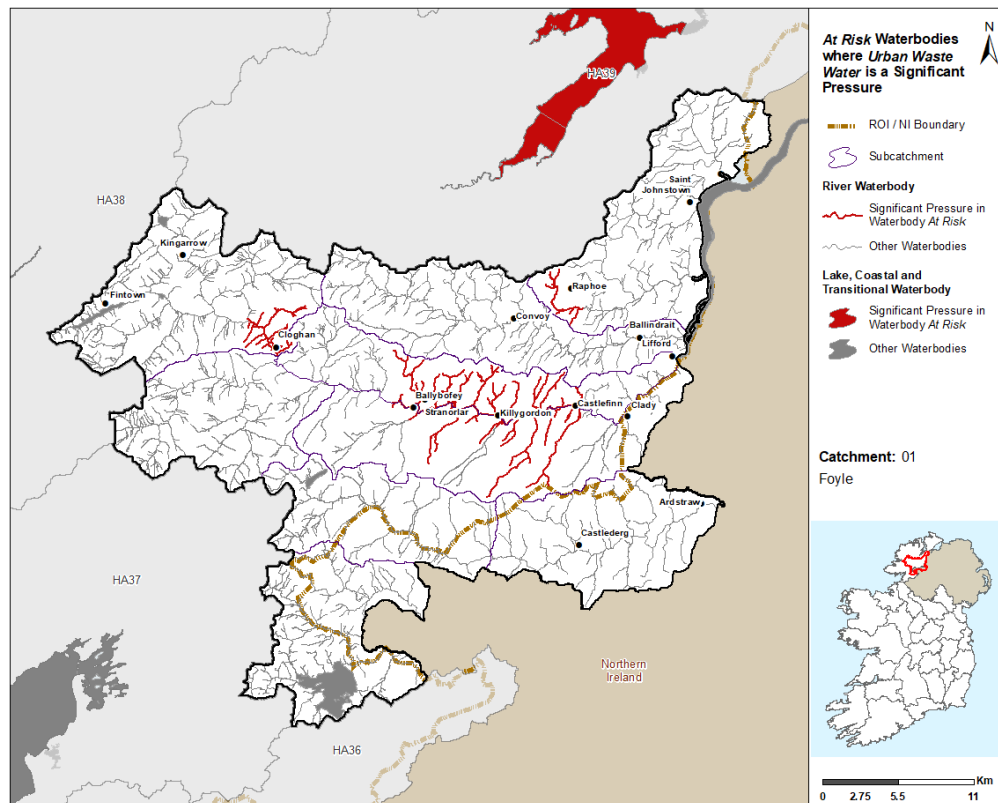 HA39
HA38
Saint
Johnstown
Kingarrow
Fintown
Raphoe
Convoy
Cloghan
Ballindrait
Lifford
Ballybofey
Stranorlar
Killygordon
Castlefinn
Clady
Ardstraw
Castlederg
HA37
Northern
Ireland
HA36
At Risk Waterbodies
where Urban Waste
Water is a Significant
Pressure
N
ROI / NI Boundary
Subcatchment
River Waterbody
Significant Pressure in
Waterbody At Risk
Other Waterbodies
Lake, Coastal and
Transitional Waterbody
Significant Pressure in
Waterbody At Risk
Other Waterbodies
Catchment: 01
Foyle
Km
0 2.75 5.5 11